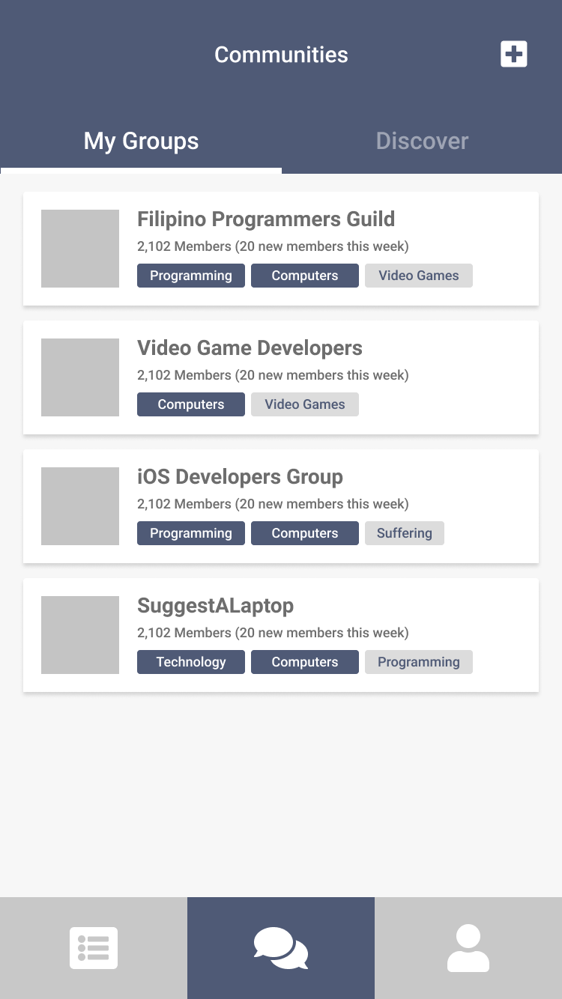 Communities
My Groups Discover
Filipino Programmers Guild
2,102 Members (20 new members this week)
Programming Computers Video Games
Video Game Developers
2,102 Members (20 new members this week)
Computers Video Games
iOS Developers Group
2,102 Members (20 new members this week)
Programming Computers Suffering
SuggestALaptop
2,102 Members (20 new members this week)
Technology Computers Programming